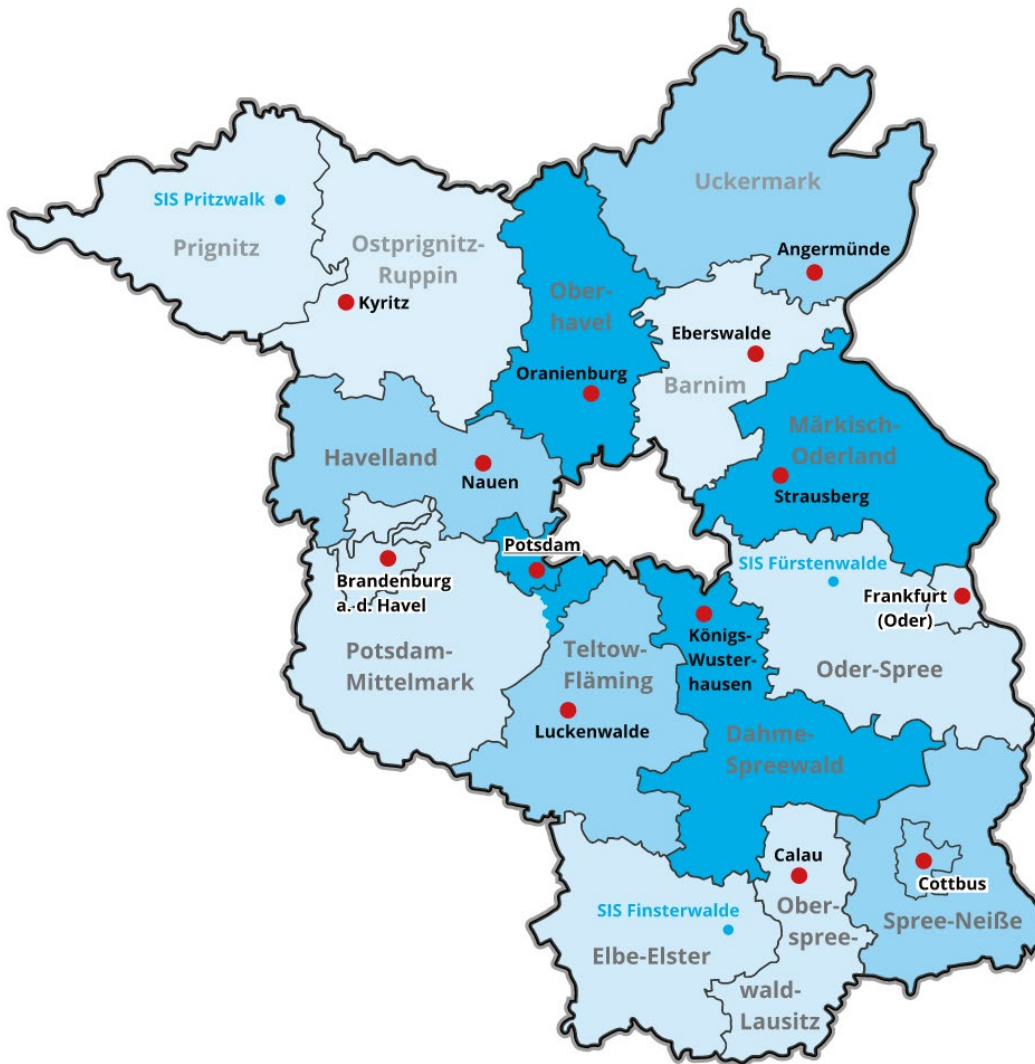 Uckermark
SIS Pritzwalk
Prignitz
Ostprignitz-
Ruppin
Kyritz
Angermünde
Ober-
havel
Eberswalde
Oranienburg
Barnim
Märkisch-
Oderland
Strausberg
Havelland
Nauen
Potsdam
Brandenburg
a. d. Havel
SIS Fürstenwalde
Frankfurt
(Oder)
Potsdam-
Mittelmark
Teltow-
Fläming
Luckenwalde
Königs-
Wuster-
hausen
Oder-Spree
Dahme-
Spreewald
Calau
Cottbus
SIS Finsterwalde
Elbe-Elster
Ober-
spree-
wald-
Lausitz
Spree-Neiße